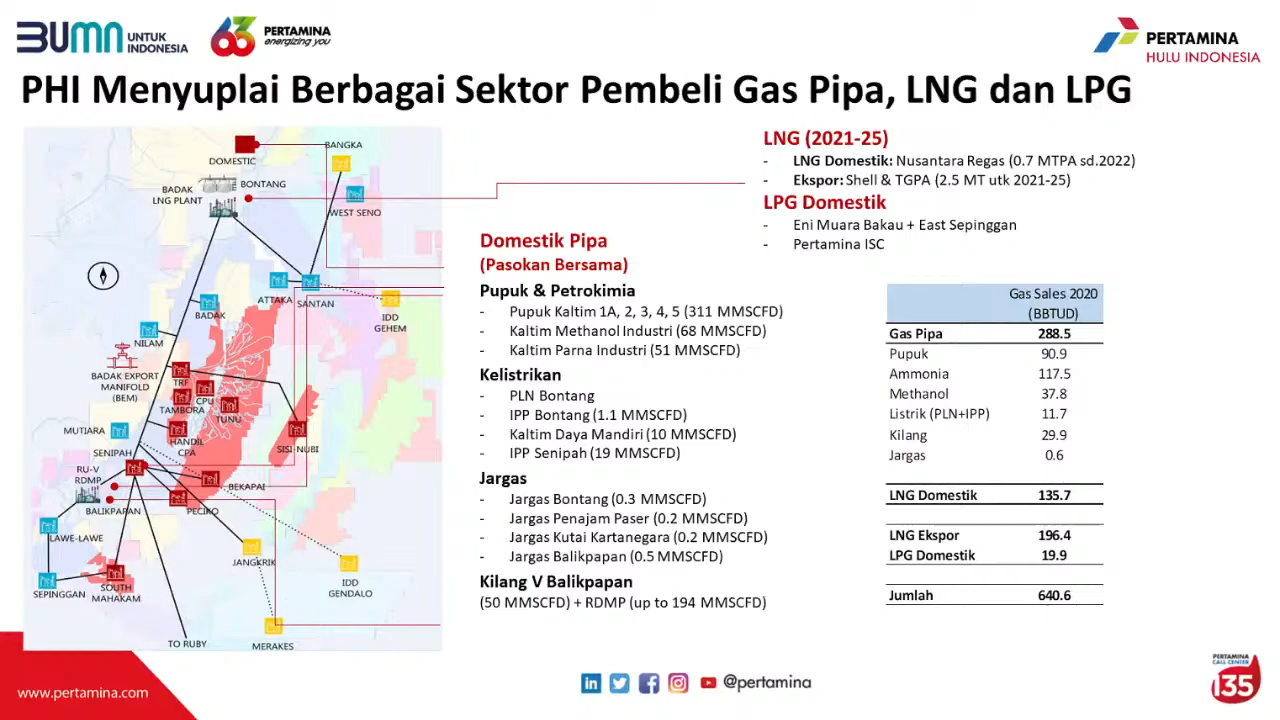 BUMN UNTUK INDONESIA
63 PERTAMINA
energizing you
PERTAMINA
HULU INDONESIA
PHI Menyuplai Berbagai Sektor Pembeli Gas Pipa, LNG dan LPG
DOMESTIC
BANGKA
BADAK
LNG PLANT
BONTANG
WEST SENO
ATTAKA
SANTAN
BADAK
IDD
GEHEM
NILAM
BADAK EXPORT
MANIFOLD
(BEM)
TRF
CPU
TAMBORA
TUNU
MUTIARA
HANDIL
CPA
SISI-NUBI
SENIPAH
RU-V
RDMP
BEKAPAI
BALIKPAPAN
PECIKO
LAWE-LAWE
JANGKRIK
IDD
GENDALO
SEPINGGAN
SOUTH
MAHAKAM
TO RUBY
MERAKES
Domestik Pipa
(Pasokan Bersama)
Pupuk & Petrokimia
- Pupuk Kaltim 1A, 2, 3, 4, 5 (311 MMSCFD)
- Kaltim Methanol Industri (68 MMSCFD)
- Kaltim Parna Industri (51 MMSCFD)
Kelistrikan
- PLN Bontang
- IPP Bontang (1.1 MMSCFD)
- Kaltim Daya Mandiri (10 MMSCFD)
- IPP Senipah (19 MMSCFD)
Jargas
- Jargas Bontang (0.3 MMSCFD)
- Jargas Penajam Paser (0.2 MMSCFD)
- Jargas Kutai Kartanegara (0.2 MMSCFD)
- Jargas Balikpapan (0.5 MMSCFD)
Kilang V Balikpapan
(50 MMSCFD) + RDMP (up to 194 MMSCFD)
LNG (2021-25)
- LNG Domestik: Nusantara Regas (0.7 MTPA sd.2022)
- Ekspor: Shell & TGPA (2.5 MT utk 2021-25)
LPG Domestik
- Eni Muara Bakau + East Sepinggan
- Pertamina ISC
Gas Sales 2020
(BBTUD)
Gas Pipa 288.5
Pupuk 90.9
Ammonia 117.5
Methanol 37.8
Listrik (PLN+IPP) 11.7
Kilang 29.9
Jargas 0.6
LNG Domestik 135.7
LNG Ekspor 196.4
LPG Domestik 19.9
Jumlah 640.6
www.pertamina.com
@pertamina
PERTAMINA
CALL CENTER
135